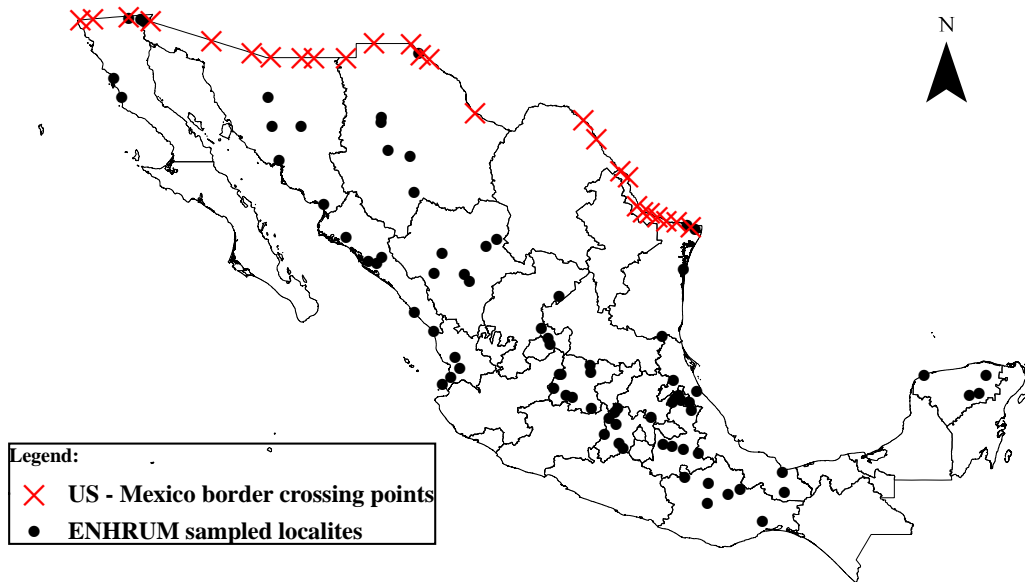 N
Legend:
US - Mexico border crossing points
ENHRUM sampled localites